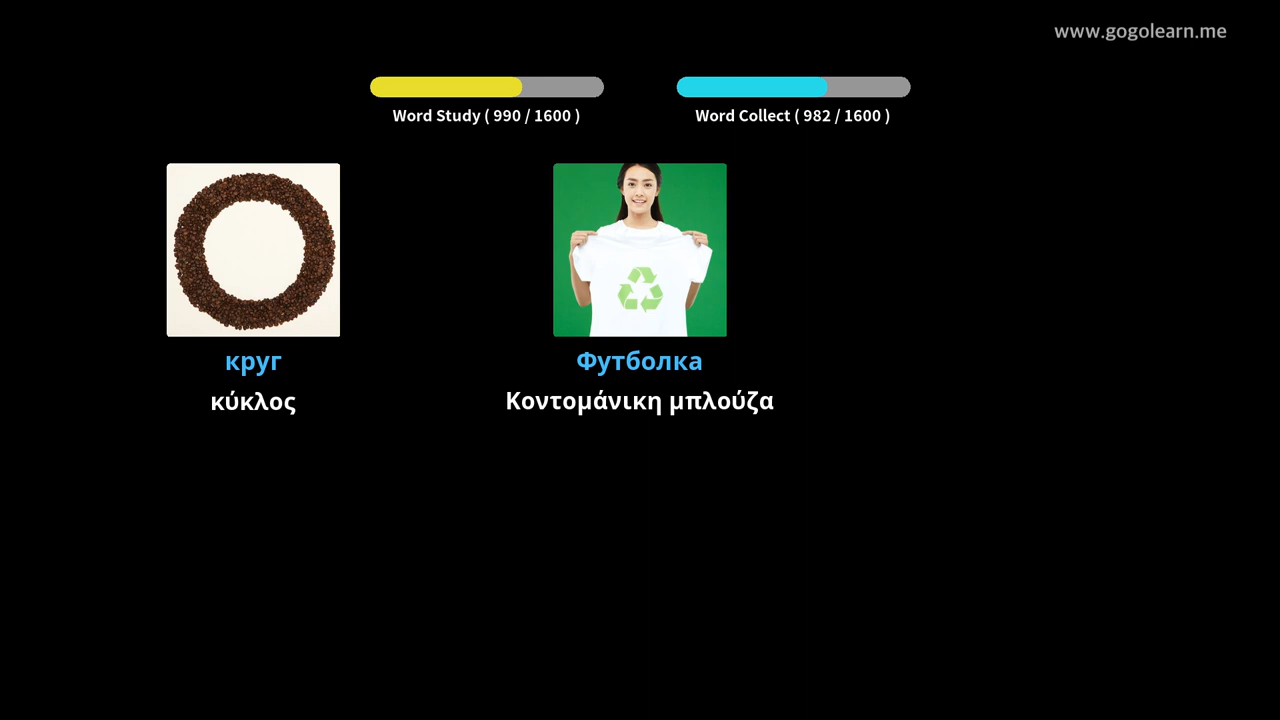 www.gogolearn.me
Word Study ( 990 / 1600 )
Word Collect ( 982 / 1600 )
круг
Футболка
κύκλος
Κοντομάνικη μπλούζα